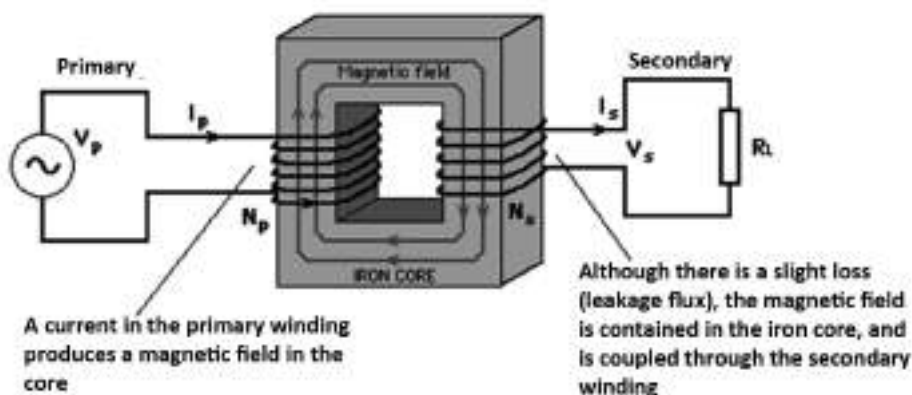 Primary
Secondary
Magnetic field
Ip
Is
Vp
Vs
RL
Np
Ns
IRON CORE
A current in the primary winding
produces a magnetic field in the
core
Although there is a slight loss
(leakage flux), the magnetic field
is contained in the iron core, and
is coupled through the secondary
winding